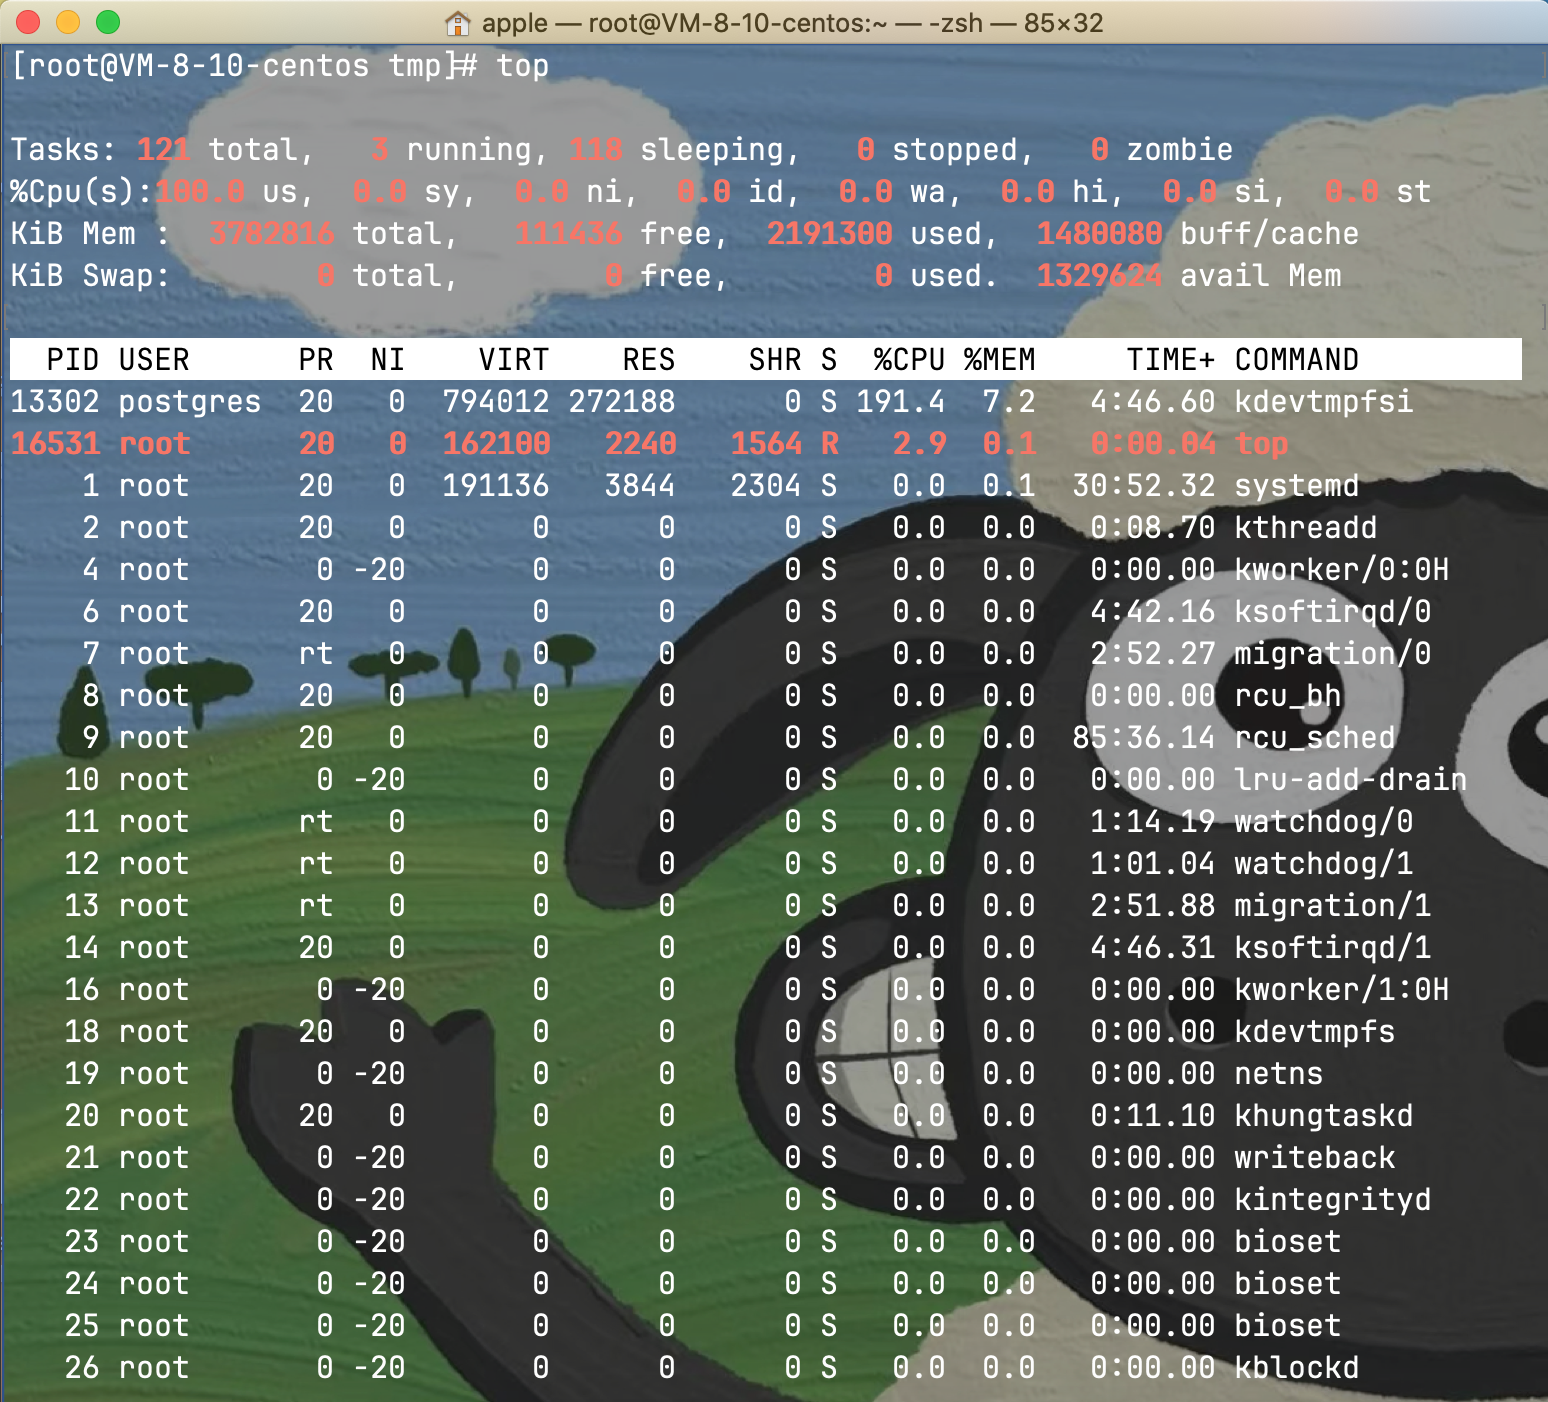 apple — root@VM-8-10-centos:~ — -zsh — 85×32
[root@VM-8-10-centos tmp]# top
Tasks: 121 total,   3 running, 118 sleeping,   0 stopped,   0 zombie
%Cpu(s):100.0 us,  0.0 sy,  0.0 ni,  0.0 id,  0.0 wa,  0.0 hi,  0.0 si,  0.0 st
KiB Mem :  3782816 total,   111436 free,  2191300 used,  1480080 buff/cache
KiB Swap:        0 total,        0 free,        0 used.  1329624 avail Mem
  PID USER      PR  NI    VIRT    RES    SHR S  %CPU %MEM     TIME+ COMMAND
13302 postgres  20   0  794012 272188      0 S 191.4  7.2   4:46.60 kdevtmpfsi
16531 root      20   0  162100   2240   1564 R   2.9  0.1   0:00.04 top
    1 root      20   0  191136   3844   2304 S   0.0  0.1  30:52.32 systemd
    2 root      20   0       0      0      0 S   0.0  0.0   0:08.70 kthreadd
    4 root       0 -20       0      0      0 S   0.0  0.0   0:00.00 kworker/0:0H
    6 root      20   0       0      0      0 S   0.0  0.0   4:42.16 ksoftirqd/0
    7 root      rt   0       0      0      0 S   0.0  0.0   2:52.27 migration/0
    8 root      20   0       0      0      0 S   0.0  0.0   0:00.00 rcu_bh
    9 root      20   0       0      0      0 S   0.0  0.0  85:36.14 rcu_sched
   10 root       0 -20       0      0      0 S   0.0  0.0   0:00.00 lru-add-drain
   11 root      rt   0       0      0      0 S   0.0  0.0   1:14.19 watchdog/0
   12 root      rt   0       0      0      0 S   0.0  0.0   1:01.04 watchdog/1
   13 root      rt   0       0      0      0 S   0.0  0.0   2:51.88 migration/1
   14 root      20   0       0      0      0 S   0.0  0.0   4:46.31 ksoftirqd/1
   16 root       0 -20       0      0      0 S   0.0  0.0   0:00.00 kworker/1:0H
   18 root      20   0       0      0      0 S   0.0  0.0   0:00.00 kdevtmpfs
   19 root       0 -20       0      0      0 S   0.0  0.0   0:00.00 netns
   20 root      20   0       0      0      0 S   0.0  0.0   0:11.10 khungtaskd
   21 root       0 -20       0      0      0 S   0.0  0.0   0:00.00 writeback
   22 root       0 -20       0      0      0 S   0.0  0.0   0:00.00 kintegrityd
   23 root       0 -20       0      0      0 S   0.0  0.0   0:00.00 bioset
   24 root       0 -20       0      0      0 S   0.0  0.0   0:00.00 bioset
   25 root       0 -20       0      0      0 S   0.0  0.0   0:00.00 bioset
   26 root       0 -20       0      0      0 S   0.0  0.0   0:00.00 kblockd